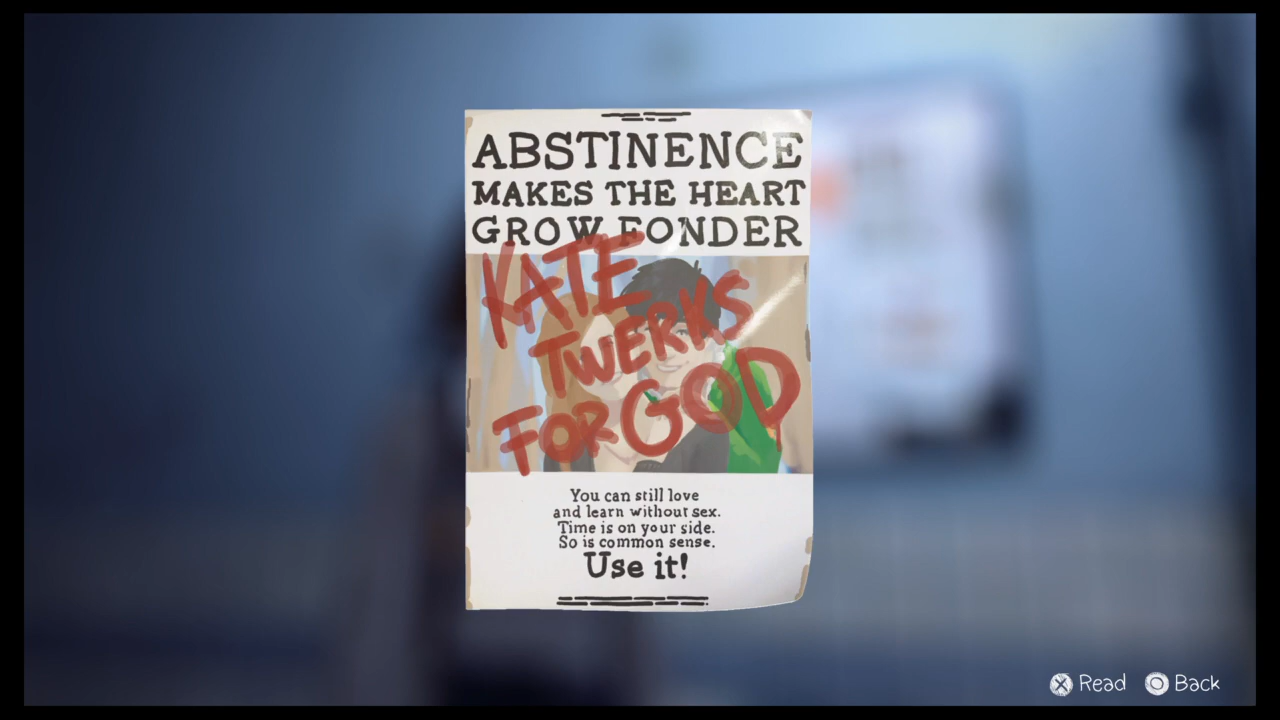 ABSTINENCE
MAKES THE HEART
GROW FONDER
KATE
TWERKS
FOR GOD
You can still love
and learn without sex.
Time is on your side.
So is common sense.
Use it!
Read
Back